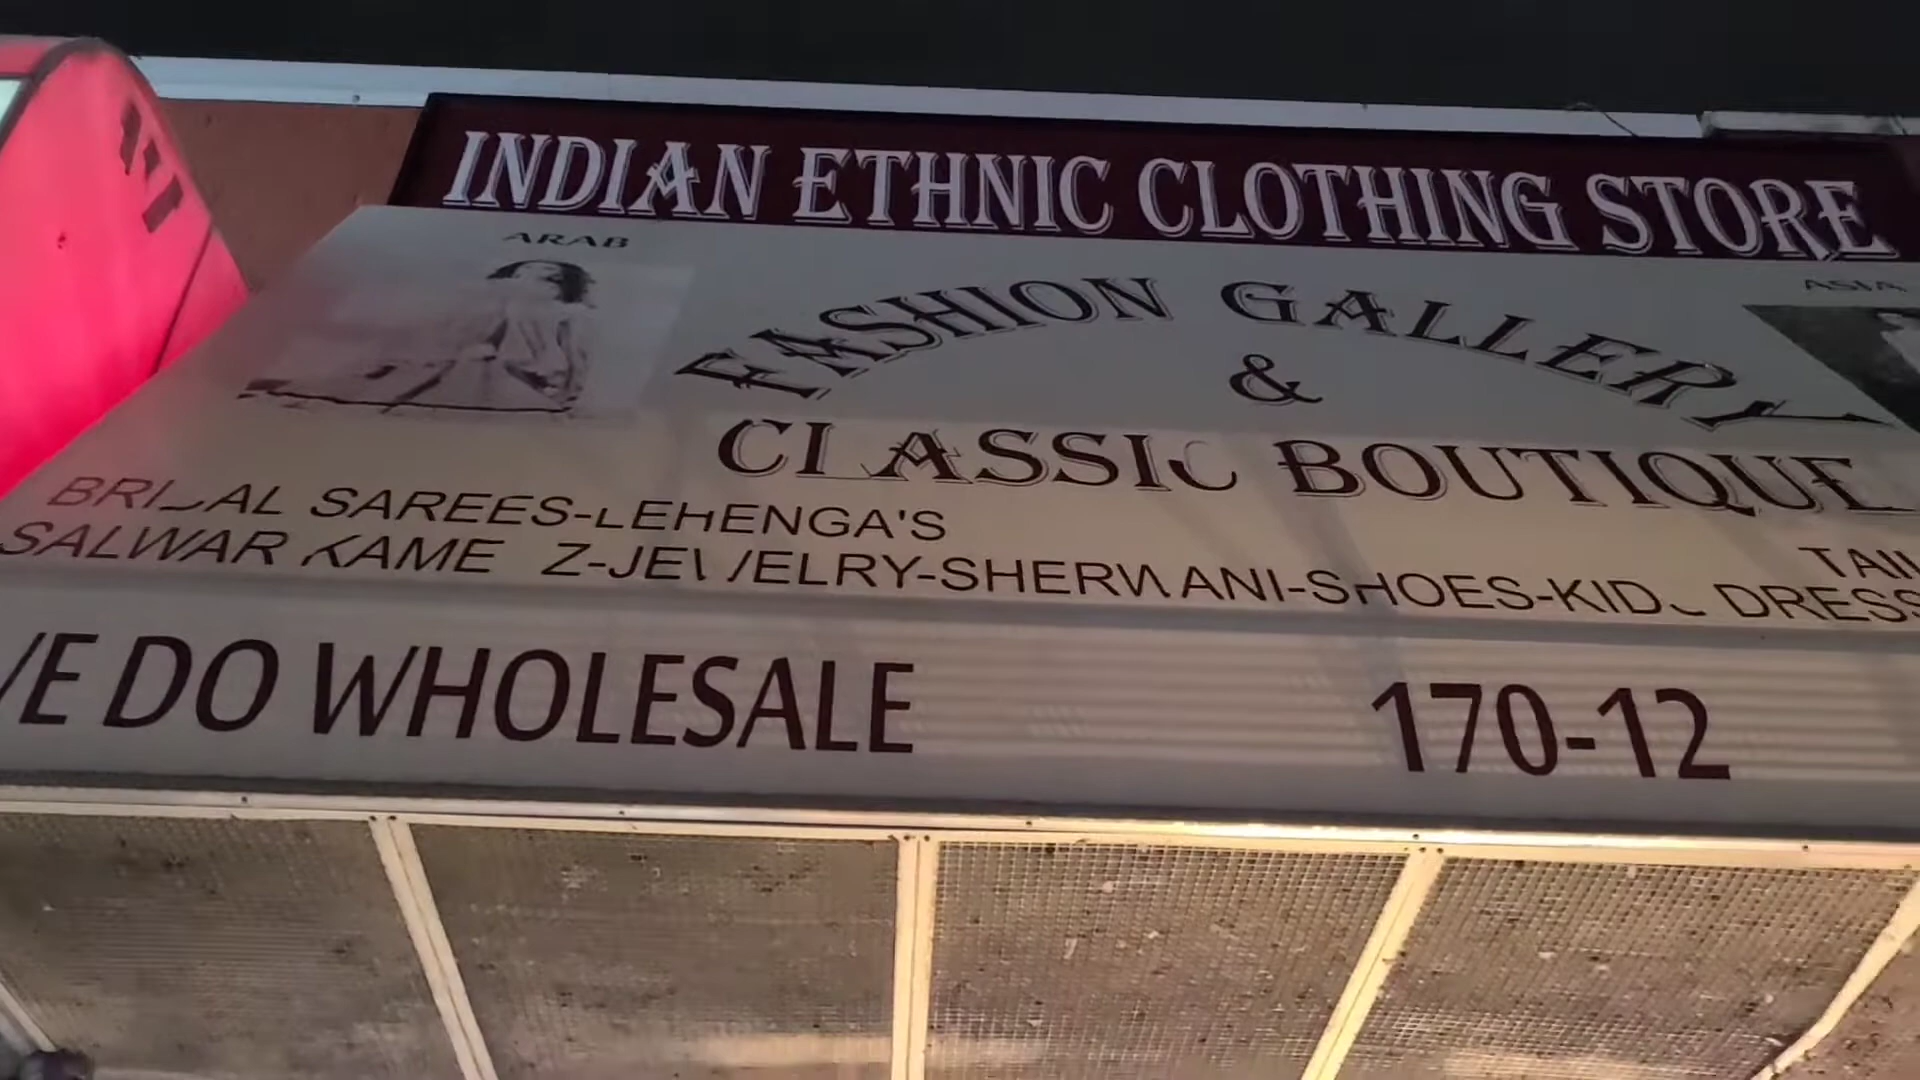 INDIAN ETHNIC CLOTHING STORE
ARAB
ASIA
FASHION GALLERY
&
CLASSIC BOUTIQUE
BRIDAL SAREES-LEHENGA'S
SALWAR KAMEEZ-JEWELRY-SHERWANI-SHOES-KIDS DRESS
WE DO WHOLESALE 170-12